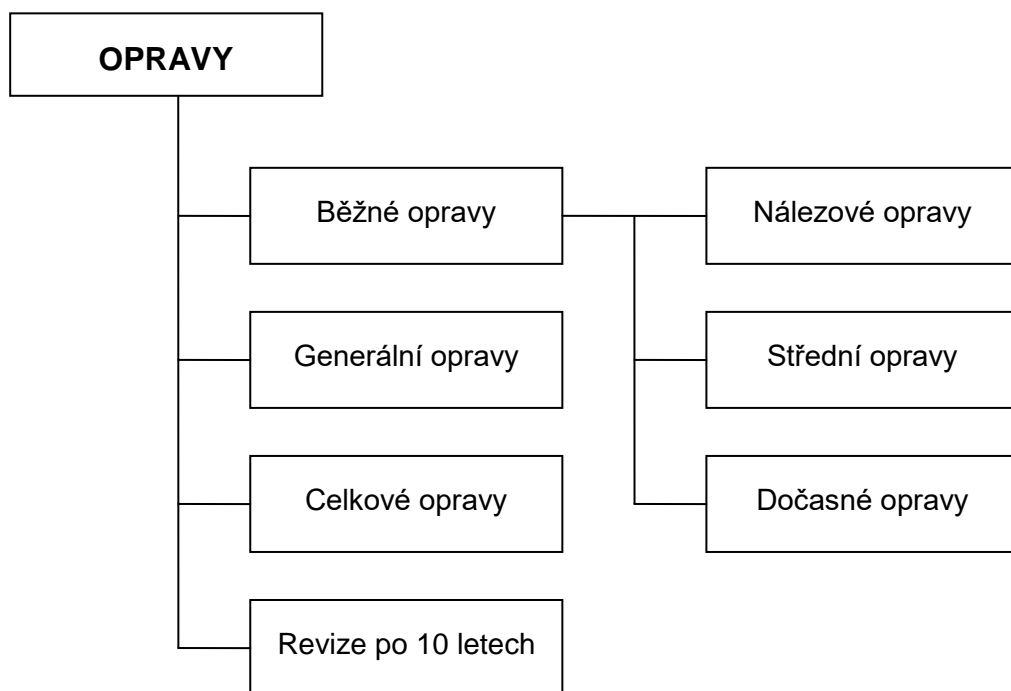 OPRAVY
Běžné opravy
Nálezové opravy
Generální opravy
Střední opravy
Celkové opravy
Dočasné opravy
Revize po 10 letech